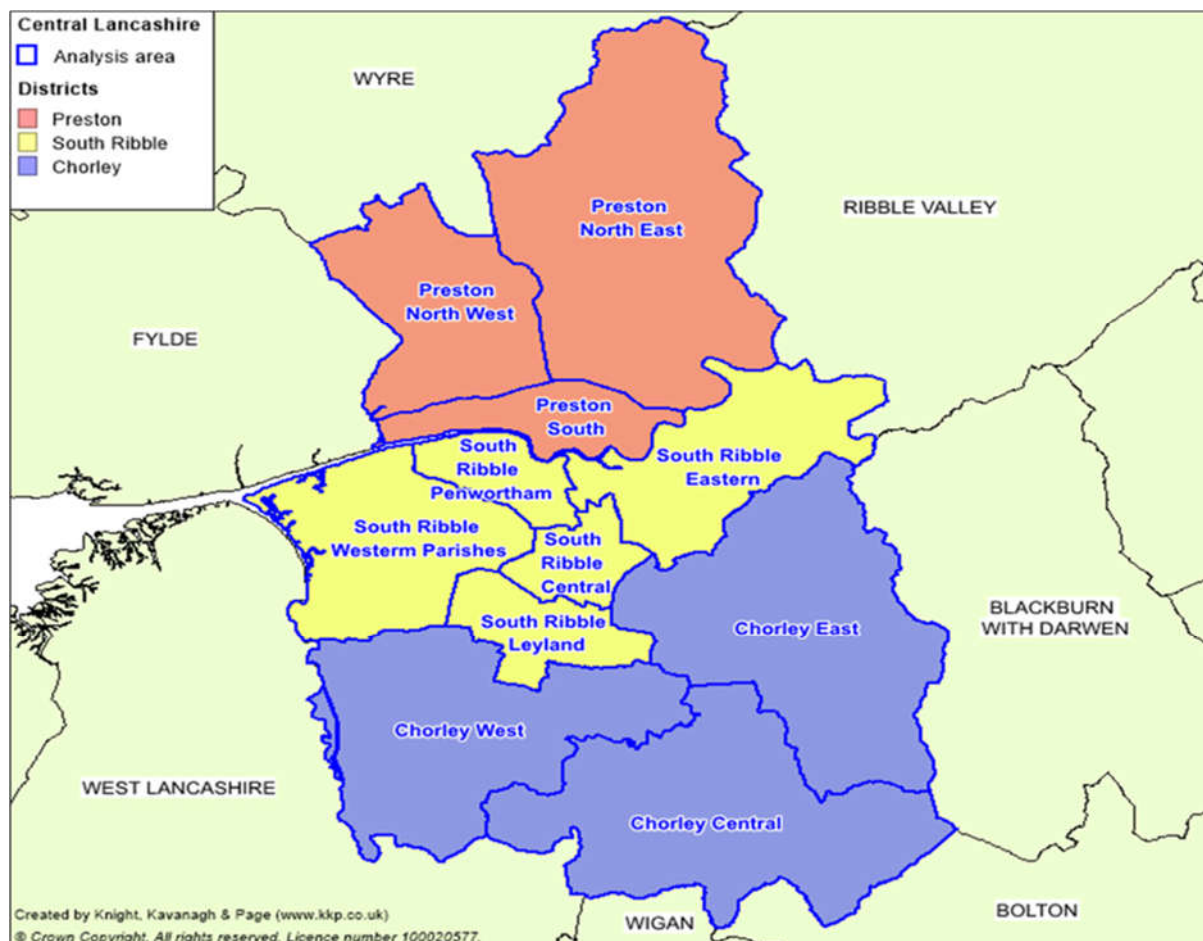 Central Lancashire
Analysis area
Districts
Preston
South Ribble
Chorley
WYRE
RIBBLE VALLEY
Preston
North East
Preston
North West
FYLDE
Preston
South
South
Ribble
Penwortham
South Ribble
Eastern
South Ribble
Westerm Parishes
South
Ribble
Central
South Ribble
Leyland
BLACKBURN
WITH DARWEN
Chorley East
Chorley West
WEST LANCASHIRE
Chorley Central
Created by Knight, Kavanagh & Page (www.kkp.co.uk)
© Crown Copyright. All rights reserved. Licence number 100020577.
WIGAN
BOLTON